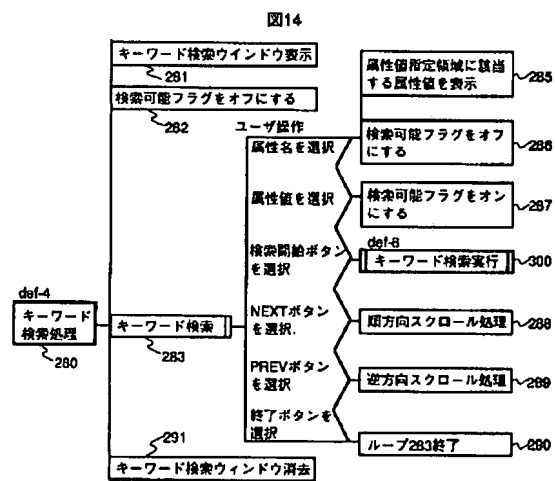 図14
キーワード検索ウインドウ表示
281
検索可能フラグをオフにする
282
ユーザ操作
属性名を選択
属性値指定領域に該当
する属性値を表示
285
検索可能フラグをオフ
にする
286
属性値を選択
検索可能フラグをオン
にする
287
検索開始ボタン
を選択
def-8
キーワード検索実行
300
def-4
キーワード
検索処理
280
キーワード検索
283
NEXTボタン
を選択.
順方向スクロール処理
288
PREVボタン
を選択
逆方向スクロール処理
289
終了ボタンを
選択
ループ283終了
290
291
キーワード検索ウィンドウ消去